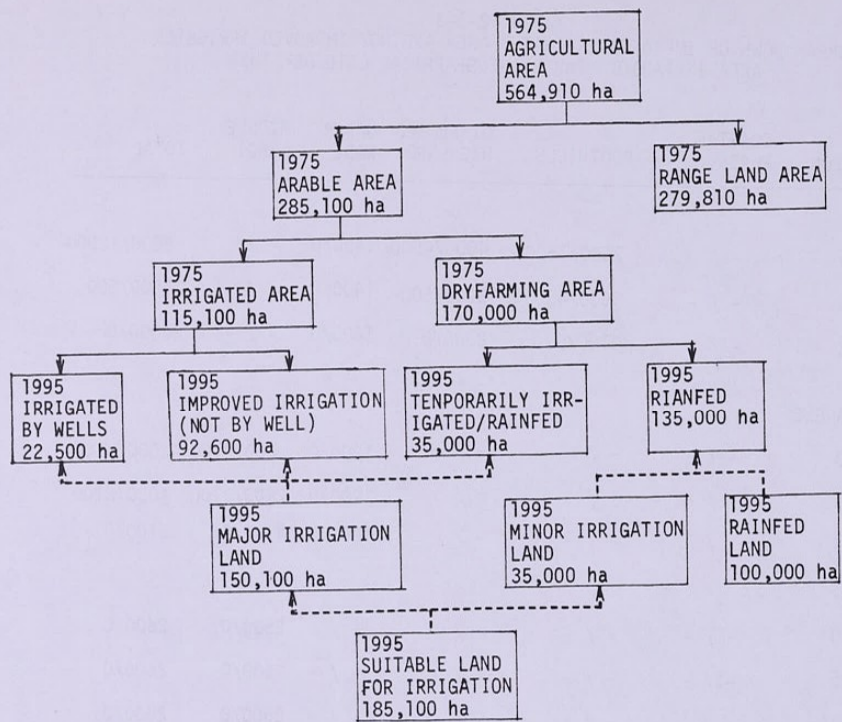 1975
AGRICULTURAL
AREA
564,910 ha
1975
ARABLE AREA
285,100 ha
1975
RANGE LAND AREA
279,810 ha
1975
IRRIGATED AREA
115,100 ha
1975
DRYFARMING AREA
170,000 ha
1995
IRRIGATED
BY WELLS
22,500 ha
1995
IMPROVED IRRIGATION
(NOT BY WELL)
92,600 ha
1995
TENPORARILY IRR-
IGATED/RAINFED
35,000 ha
1995
RIANFED
135,000 ha
1995
MAJOR IRRIGATION
LAND
150,100 ha
1995
MINOR IRRIGATION
LAND
35,000 ha
1995
RAINFED
LAND
100,000 ha
1995
SUITABLE LAND
FOR IRRIGATION
185,100 ha